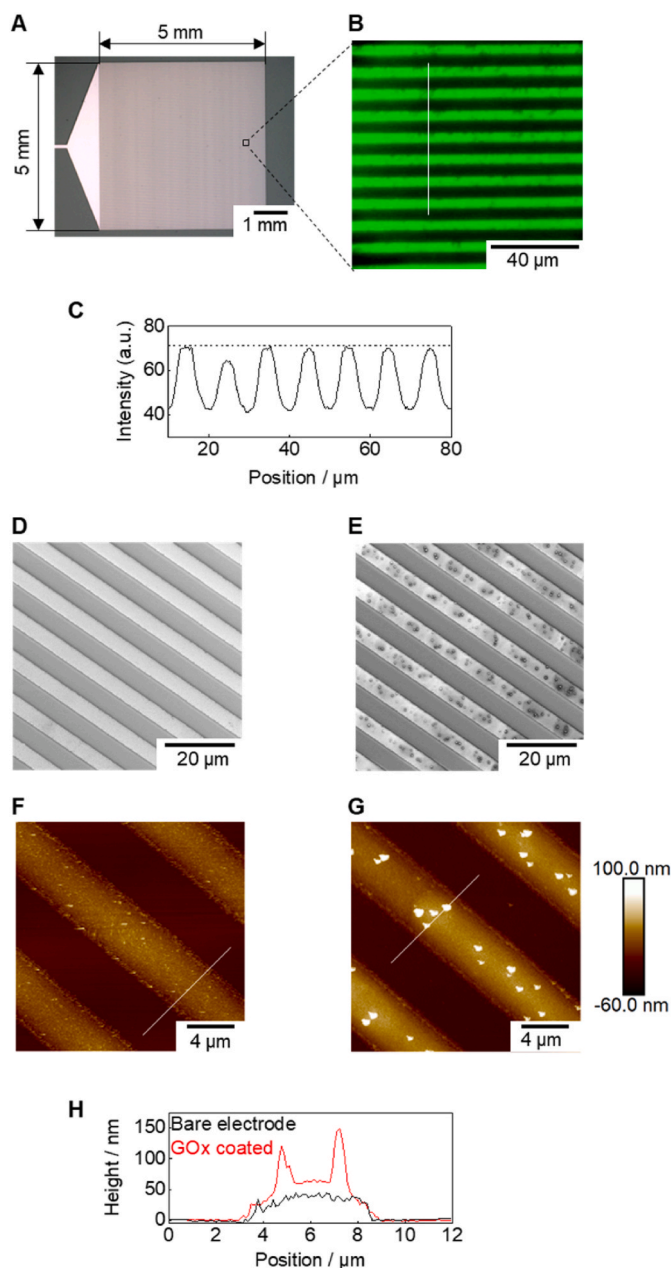 A
5 mm
5 mm
1 mm
B
40 µm
C
Intensity (a.u.)
80
60
40
20
40
60
80
Position / µm
D
20 µm
E
20 µm
F
4 µm
G
4 µm
100.0 nm
-60.0 nm
H
Height / nm
150
100
50
0
Bare electrode
GOx coated
0
2
4
6
8
10
12
Position / µm